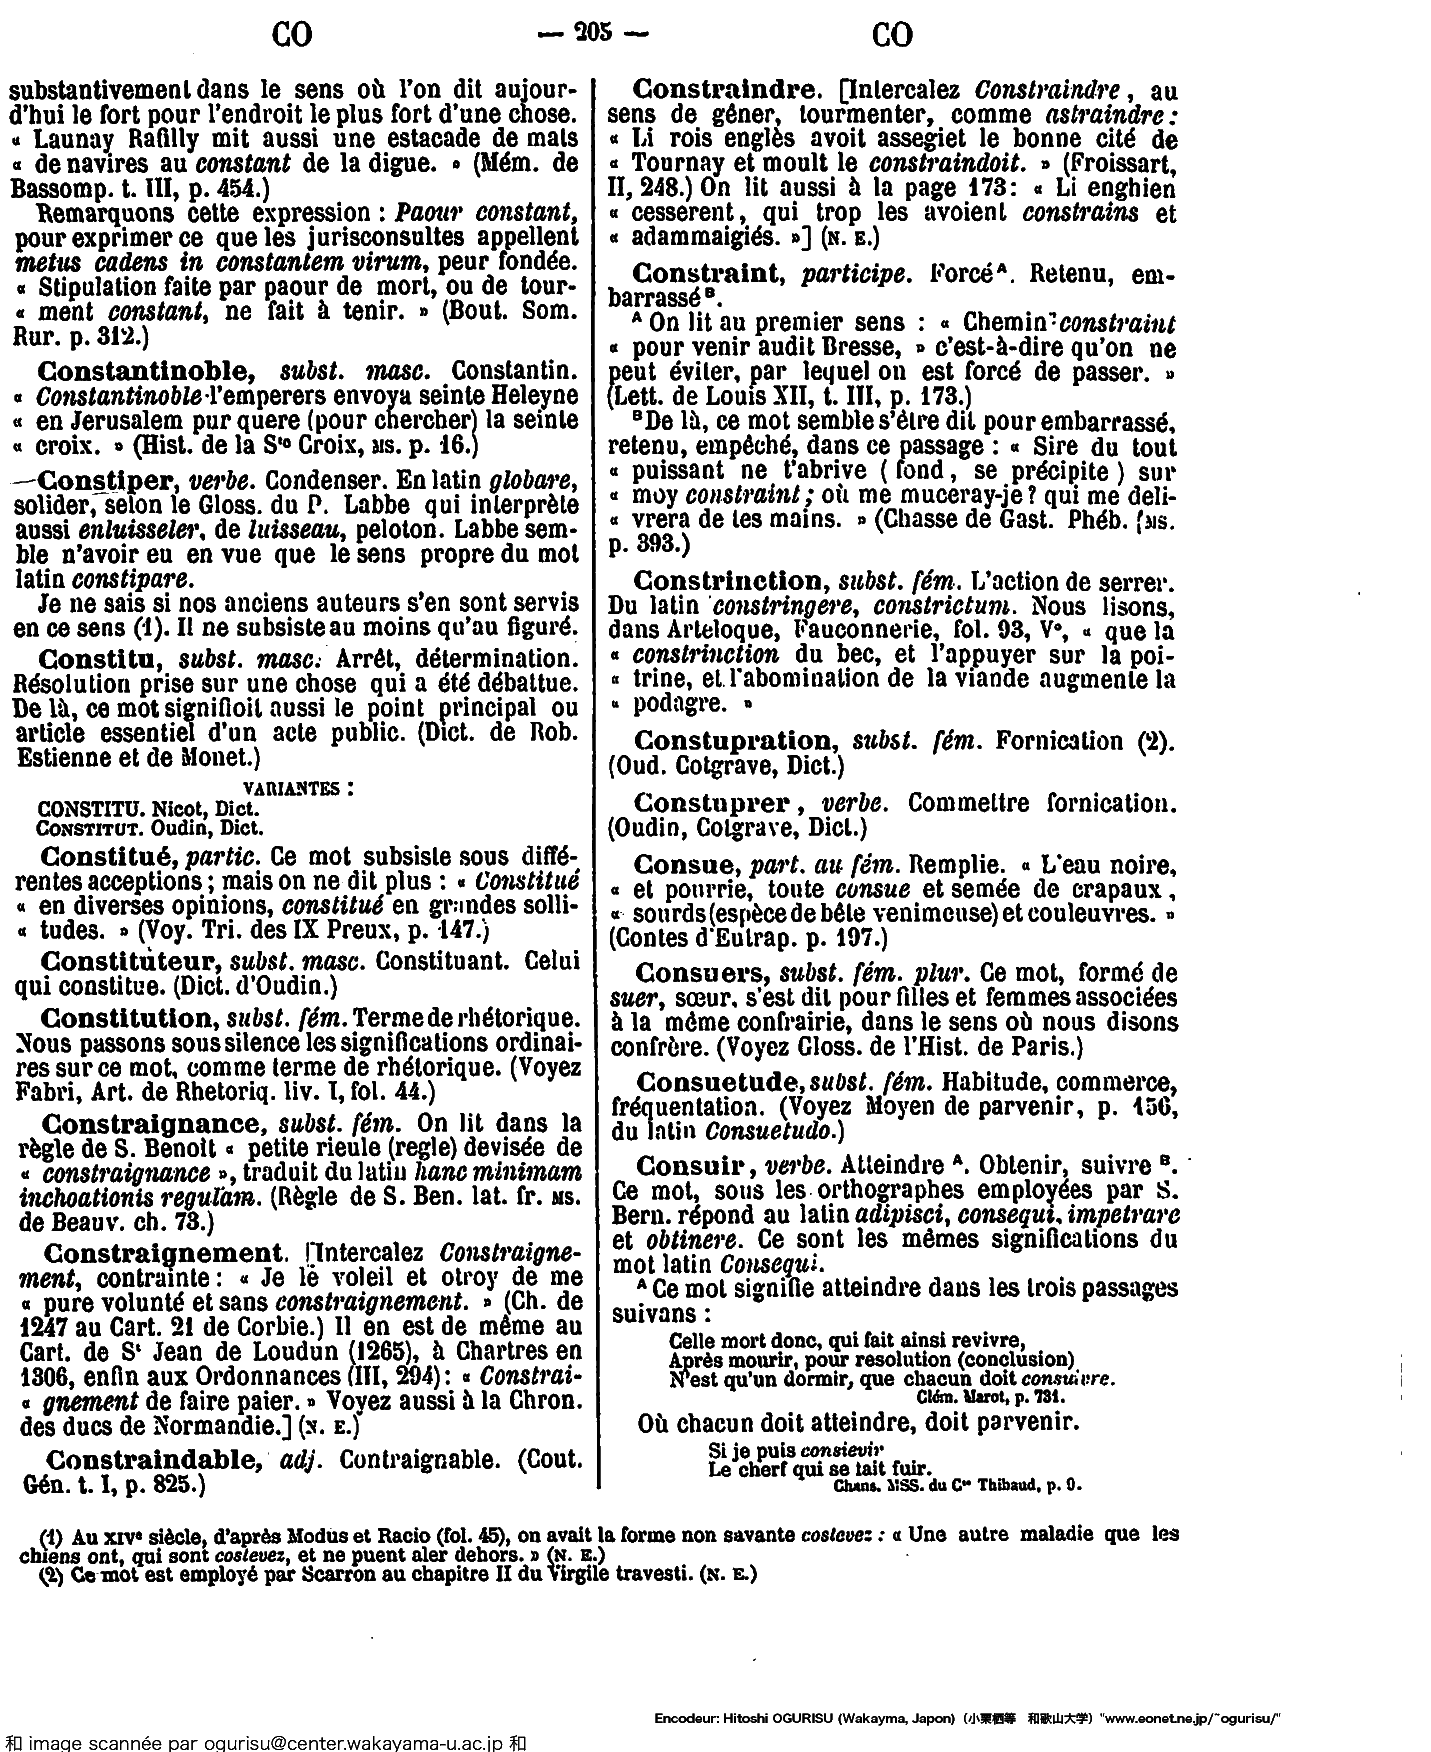 CO — 205 — CO
substantivement dans le sens où l'on dit aujour-
d'hui le fort pour l'endroit le plus fort d'une chose.
« Launay Rafilly mit aussi une estacade de mats
« de navires au constant de la digue. » (Mém. de
Bassomp. t. III, p. 454.)
Remarquons cette expression : Paour constant,
pour exprimer ce que les jurisconsultes appellent
metus cadens in constantem virum, peur fondée.
« Stipulation faite par paour de mort, ou de tour-
« ment constant, ne fait à tenir. » (Bout. Som.
Rur. p. 312.)
Constantinoble, subst. masc. Constantin.
« Constantinoble l'emperers envoya seinte Heleyne
« en Jerusalem pur quere (pour chercher) la seinte
« croix. » (Hist. de la Ste Croix, MS. p. 16.)
—Constiper, verbe. Condenser. En latin globare,
solider, selon le Gloss. du P. Labbe qui interprète
aussi enluisseler, de luisseau, peloton. Labbe sem-
ble n'avoir eu en vue que le sens propre du mot
latin constipare.
Je ne sais si nos anciens auteurs s'en sont servis
en ce sens (1). Il ne subsiste au moins qu'au figuré.
Constitu, subst. masc. Arrêt, détermination.
Résolution prise sur une chose qui a été débattue.
De là, ce mot signifioit aussi le point principal ou
article essentiel d'un acte public. (Dict. de Rob.
Estienne et de Monet.)
VARIANTES :
CONSTITU. Nicot, Dict.
CONSTITUT. Oudin, Dict.
Constitué, partic. Ce mot subsiste sous diffé-
rentes acceptions ; mais on ne dit plus : « Constitué
« en diverses opinions, constitué en grandes solli-
« tudes. » (Voy. Tri. des IX Preux, p. 147.)
Constituteur, subst. masc. Constituant. Celui
qui constitue. (Dict. d'Oudin.)
Constitution, subst. fém. Terme de rhétorique.
Nous passons sous silence les significations ordinai-
res sur ce mot, comme terme de rhétorique. (Voyez
Fabri, Art. de Rhetoriq. liv. I, fol. 44.)
Constraignance, subst. fém. On lit dans la
règle de S. Benoît « petite rieule (regle) devisée de
« constraignance », traduit du latin hanc minimam
inchoationis regulam. (Règle de S. Ben. lat. fr. MS.
de Beauv. ch. 73.)
Constraignement. [Intercalez Constraigne-
ment, contrainte : « Je le voleil et otroy de me
« pure volunté et sans constraignement. » (Ch. de
1247 au Cart. 21 de Corbie.) Il en est de même au
Cart. de St Jean de Loudun (1265), à Chartres en
1306, enfin aux Ordonnances (III, 294) : « Constrai-
« gnement de faire paier. » Voyez aussi à la Chron.
des ducs de Normandie.] (N. E.)
Constraindable, adj. Contraignable. (Cout.
Gén. t. I, p. 825.)
Constraindre. [Intercalez Constraindre, au
sens de gêner, tourmenter, comme astraindre :
« Li rois englès avoit assegiet le bonne cité de
« Tournay et moult le constraindoit. » (Froissart,
II, 248.) On lit aussi à la page 173 : « Li enghien
« cesserent, qui trop les avoient constrains et
« adammaigiés. »] (N. E.)
Constraint, participe. Forcé A. Retenu, em-
barrassé B.
A On lit au premier sens : « Chemin constraint
« pour venir audit Bresse, » c'est-à-dire qu'on ne
peut éviter, par lequel on est forcé de passer. »
(Lett. de Louis XII, t. III, p. 173.)
B De là, ce mot semble s'être dit pour embarrassé,
retenu, empêché, dans ce passage : « Sire du tout
« puissant ne t'abrive ( fond, se précipite ) sur
« moy constraint ; où me muceray-je ? qui me deli-
« vrera de tes mains. » (Chasse de Gast. Phéb. MS.
p. 393.)
Constrinction, subst. fém. L'action de serrer.
Du latin constringere, constrictum. Nous lisons,
dans Arteloque, Fauconnerie, fol. 93, Vo, « que la
« constrinction du bec, et l'appuyer sur la poi-
« trine, et l'abomination de la viande augmente la
« podagre. »
Constupration, subst. fém. Fornication (2).
(Oud. Cotgrave, Dict.)
Constuprer, verbe. Commettre fornication.
(Oudin, Cotgrave, Dict.)
Consue, part. au fém. Remplie. « L'eau noire,
« et pourrie, toute consue et semée de crapaux,
« sourds (espèce de bête venimeuse) et couleuvres. »
(Contes d'Eutrap. p. 197.)
Consuers, subst. fém. plur. Ce mot, formé de
suer, sœur, s'est dit pour filles et femmes associées
à la même confrairie, dans le sens où nous disons
confrère. (Voyez Gloss. de l'Hist. de Paris.)
Consuetude, subst. fém. Habitude, commerce,
fréquentation. (Voyez Moyen de parvenir, p. 156,
du latin Consuetudo.)
Consuir, verbe. Atteindre A. Obtenir, suivre B.
Ce mot, sous les orthographes employées par S.
Bern. répond au latin adipisci, consequi, impetrare
et obtinere. Ce sont les mêmes significations du
mot latin Consequi.
A Ce mot signifie atteindre dans les trois passages
suivans :
Celle mort donc, qui fait ainsi revivre,
Après mourir, pour resolution (conclusion)
N'est qu'un dormir, que chacun doit consuivre.
Clém. Marot, p. 731.
Où chacun doit atteindre, doit parvenir.
Si je puis consievir
Le cherf qui se fait fuir.
Chans. MSS. du Cte Thibaud, p. 9.
(1) Au XIVe siècle, d'après Modus et Racio (fol. 45), on avait la forme non savante costevez : « Une autre maladie que les
chiens ont, qui sont costevez, et ne puent aler dehors. » (N. E.)
(2) Ce mot est employé par Scarron au chapitre II du Virgile travesti. (N. E.)
Encodeur: Hitoshi OGURISU (Wakayma, Japon) (小栗栖等 和歌山大学) "www.eonet.ne.jp/~ogurisu/"
和 image scannée par ogurisu@center.wakayama-u.ac.jp 和